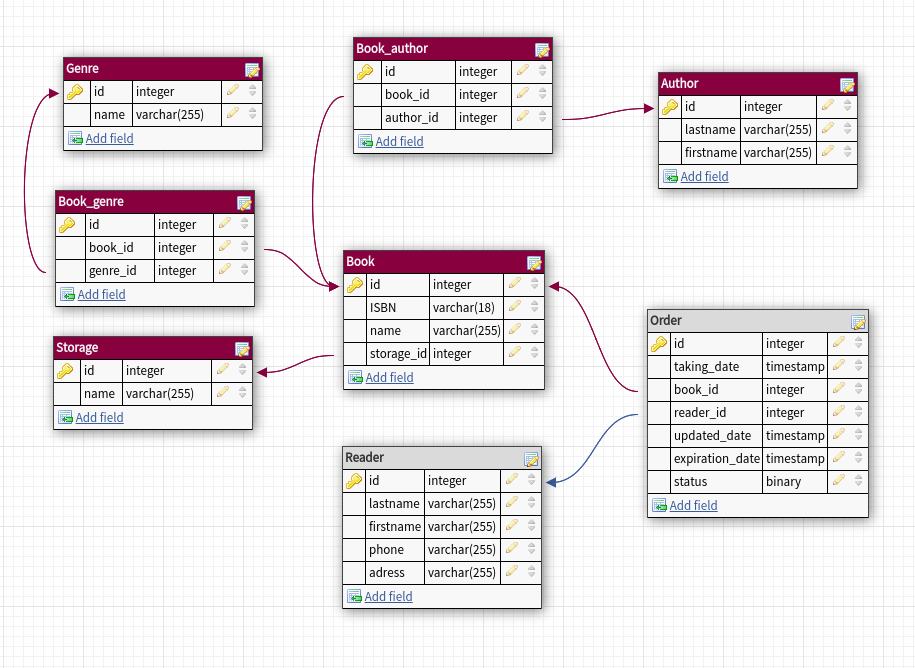 Genre
id integer
name varchar(255)
Add field
Book_author
id integer
book_id integer
author_id integer
Add field
Author
id integer
lastname varchar(255)
firstname varchar(255)
Add field
Book_genre
id integer
book_id integer
genre_id integer
Add field
Book
id integer
ISBN varchar(18)
name varchar(255)
storage_id integer
Add field
Storage
id integer
name varchar(255)
Add field
Order
id integer
taking_date timestamp
book_id integer
reader_id integer
updated_date timestamp
expiration_date timestamp
status binary
Add field
Reader
id integer
lastname varchar(255)
firstname varchar(255)
phone varchar(255)
adress varchar(255)
Add field